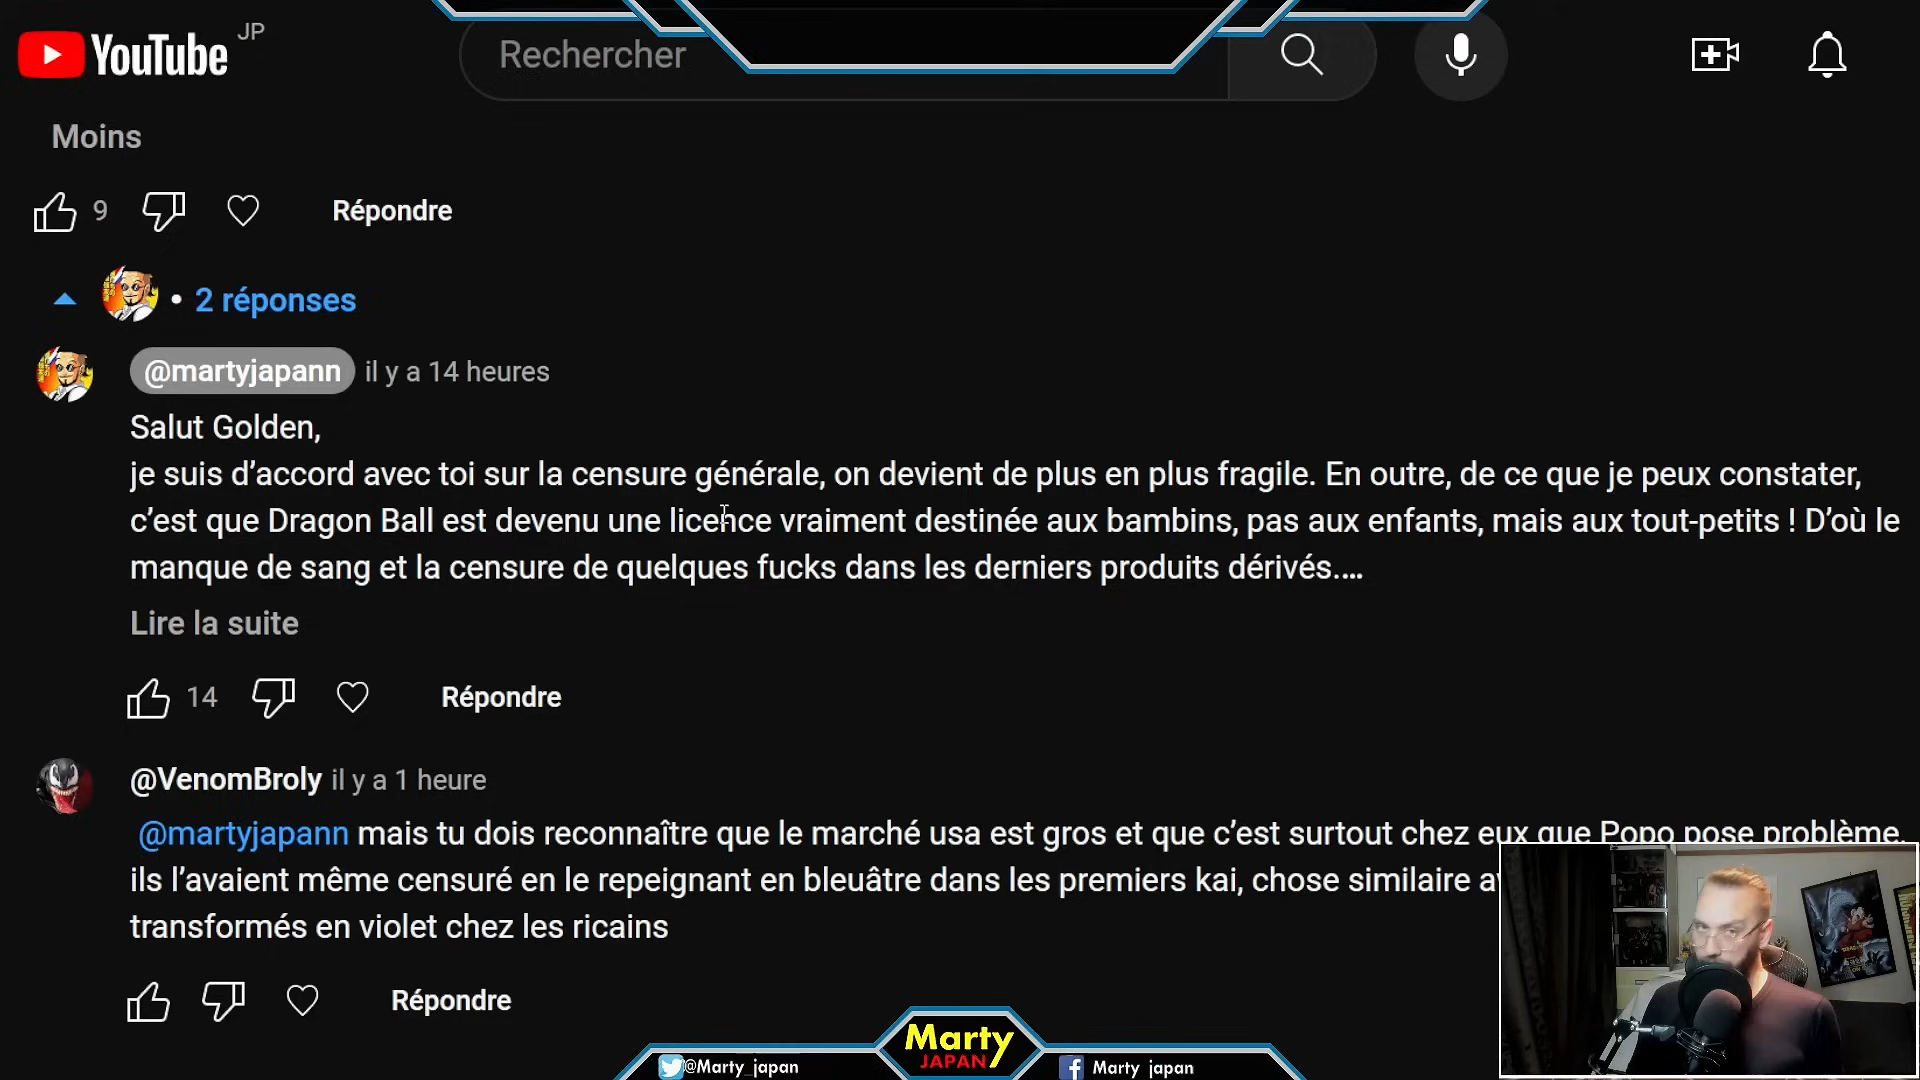 YouTube JP
Rechercher
Moins
9 Répondre
• 2 réponses
@martyjapann il y a 14 heures
Salut Golden,
je suis d’accord avec toi sur la censure générale, on devient de plus en plus fragile. En outre, de ce que je peux constater,
c’est que Dragon Ball est devenu une licence vraiment destinée aux bambins, pas aux enfants, mais aux tout-petits ! D’où le
manque de sang et la censure de quelques fucks dans les derniers produits dérivés.…
Lire la suite
14 Répondre
@VenomBroly il y a 1 heure
@martyjapann mais tu dois reconnaître que le marché usa est gros et que c’est surtout chez eux que Popo pose problème,
ils l’avaient même censuré en le repeignant en bleuâtre dans les premiers kai, chose similaire
transformés en violet chez les ricains
Répondre
Marty
JAPAN
@Marty_japan
Marty japan